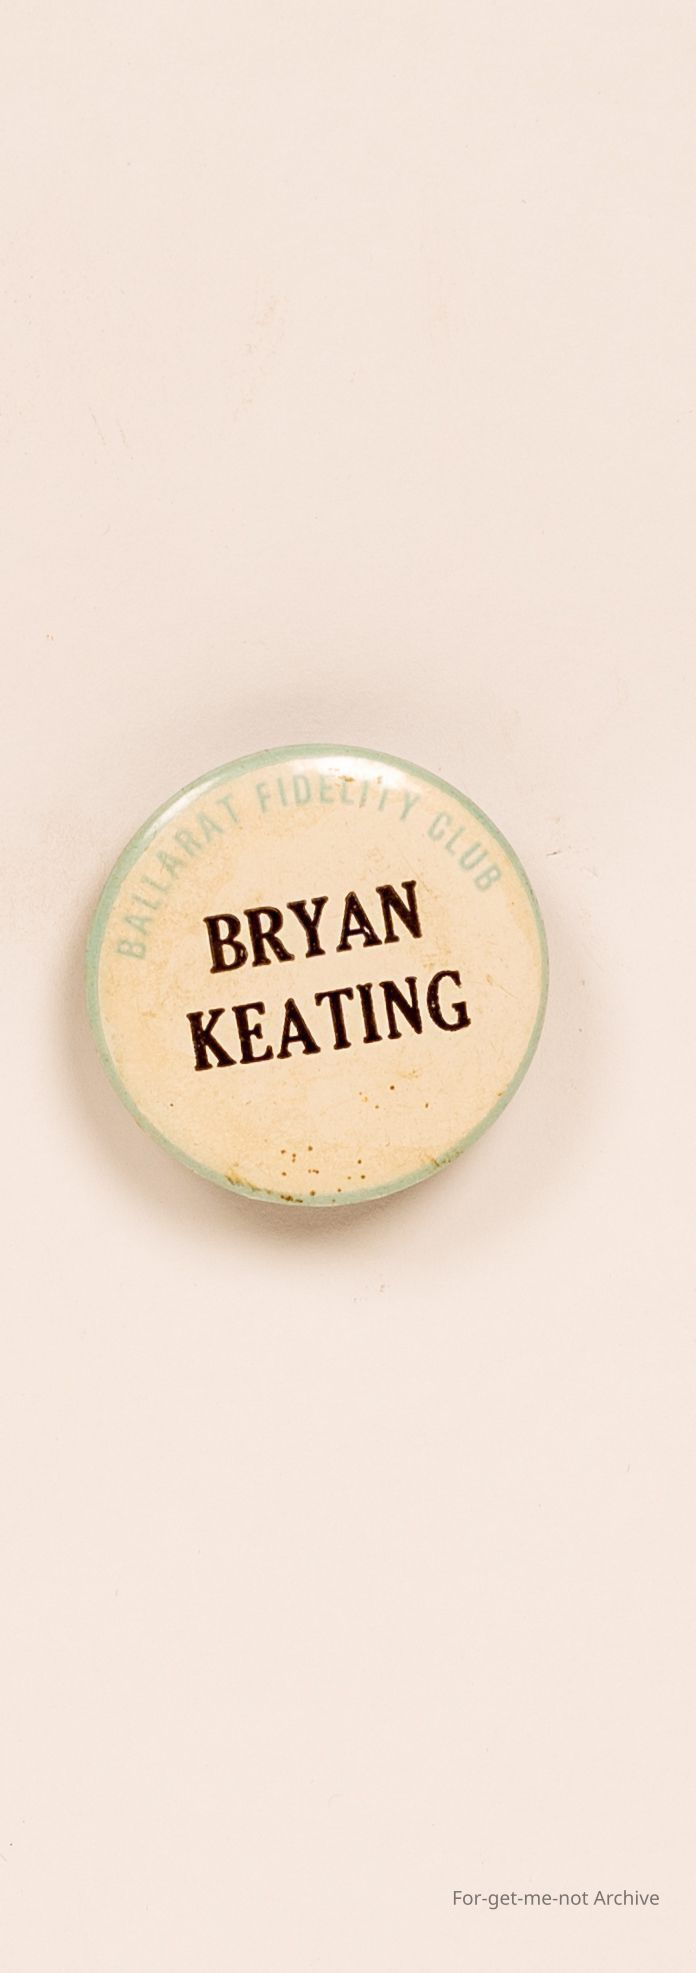 BALLARAT FIDELITY CLUB
BRYAN
KEATING
For-get-me-not Archive